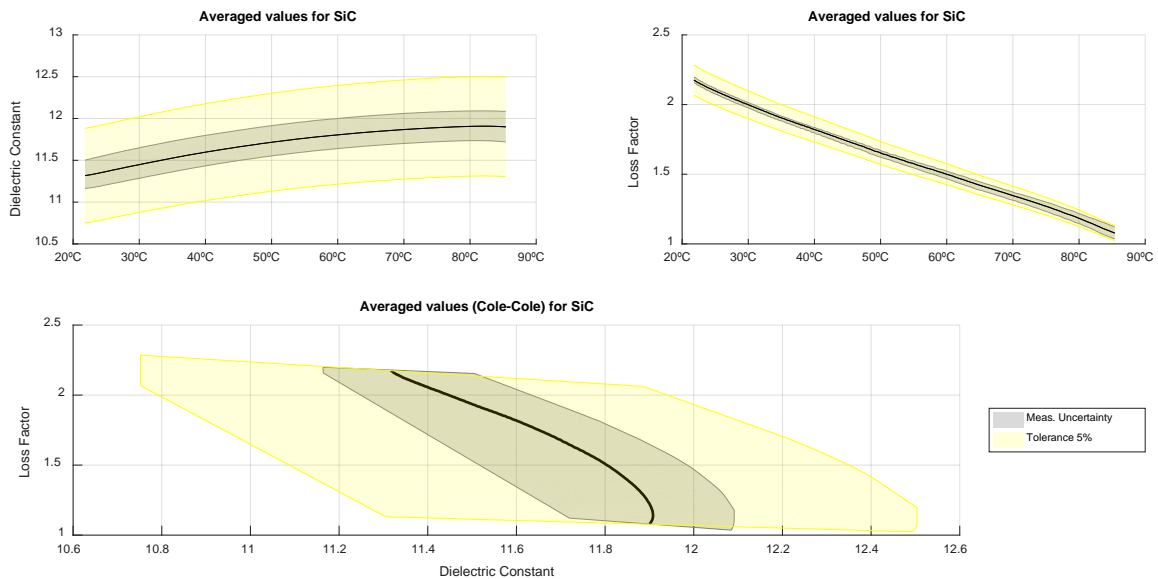 Averaged values for SiC
13
12.5
12
11.5
11
10.5
Dielectric Constant
20ºC 30ºC 40ºC 50ºC 60ºC 70ºC 80ºC 90ºC
Averaged values for SiC
2.5
2
1.5
1
Loss Factor
20ºC 30ºC 40ºC 50ºC 60ºC 70ºC 80ºC 90ºC
Averaged values (Cole-Cole) for SiC
2.5
2
1.5
1
Loss Factor
10.6 10.8 11 11.2 11.4 11.6 11.8 12 12.2 12.4 12.6
Dielectric Constant
Meas. Uncertainty
Tolerance 5%